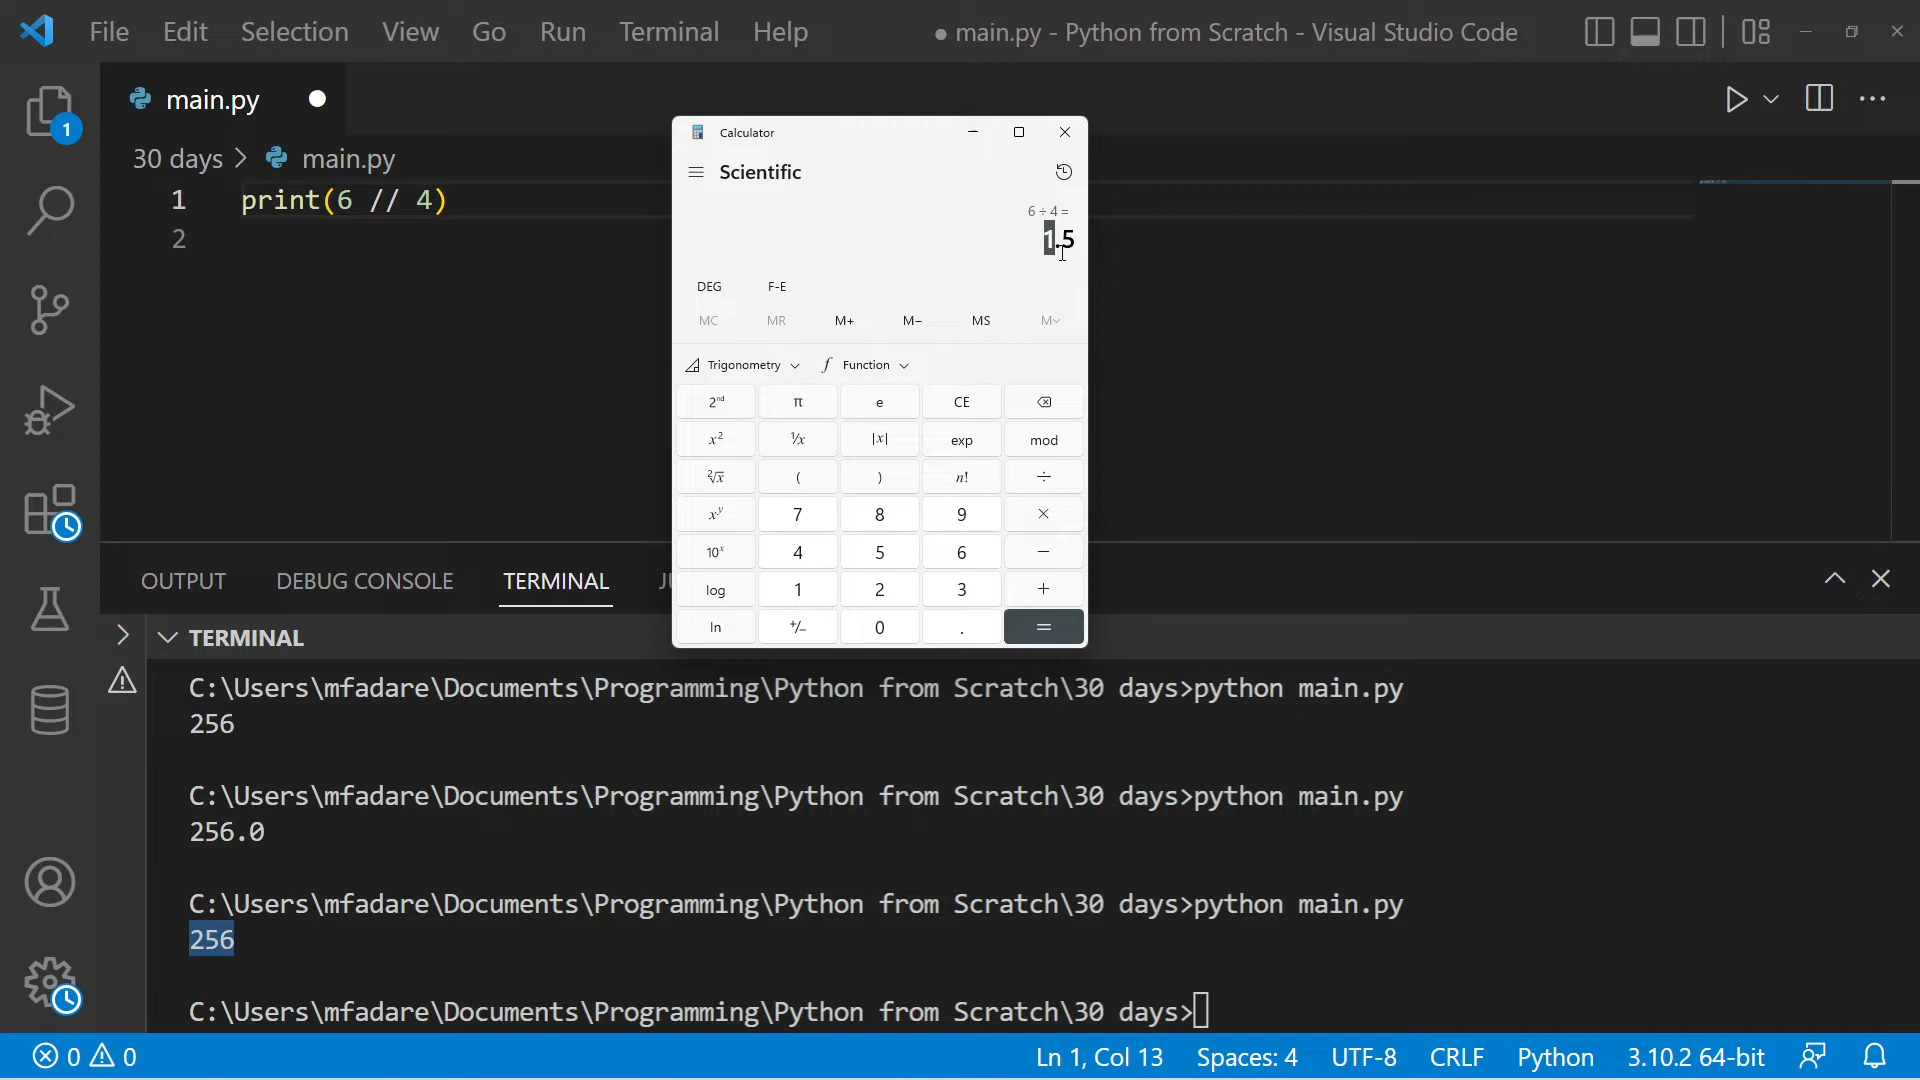 File Edit Selection View Go Run Terminal Help ● main.py - Python from Scratch - Visual Studio Code
main.py
1
30 days > main.py
1 print(6 // 4)
2
Calculator
Scientific
6 ÷ 4 =
1.5
DEG F-E
MC MR M+ M− MS M
Trigonometry f Function
2nd π e CE
x² ¹/x |x| exp mod
²√x ( ) n! ÷
xʸ 7 8 9 ×
10ˣ 4 5 6 −
log 1 2 3 +
ln +/− 0 . =
OUTPUT DEBUG CONSOLE TERMINAL
TERMINAL
C:\Users\mfadare\Documents\Programming\Python from Scratch\30 days>python main.py
256
C:\Users\mfadare\Documents\Programming\Python from Scratch\30 days>python main.py
256.0
C:\Users\mfadare\Documents\Programming\Python from Scratch\30 days>python main.py
256
C:\Users\mfadare\Documents\Programming\Python from Scratch\30 days>
0 0 Ln 1, Col 13 Spaces: 4 UTF-8 CRLF Python 3.10.2 64-bit